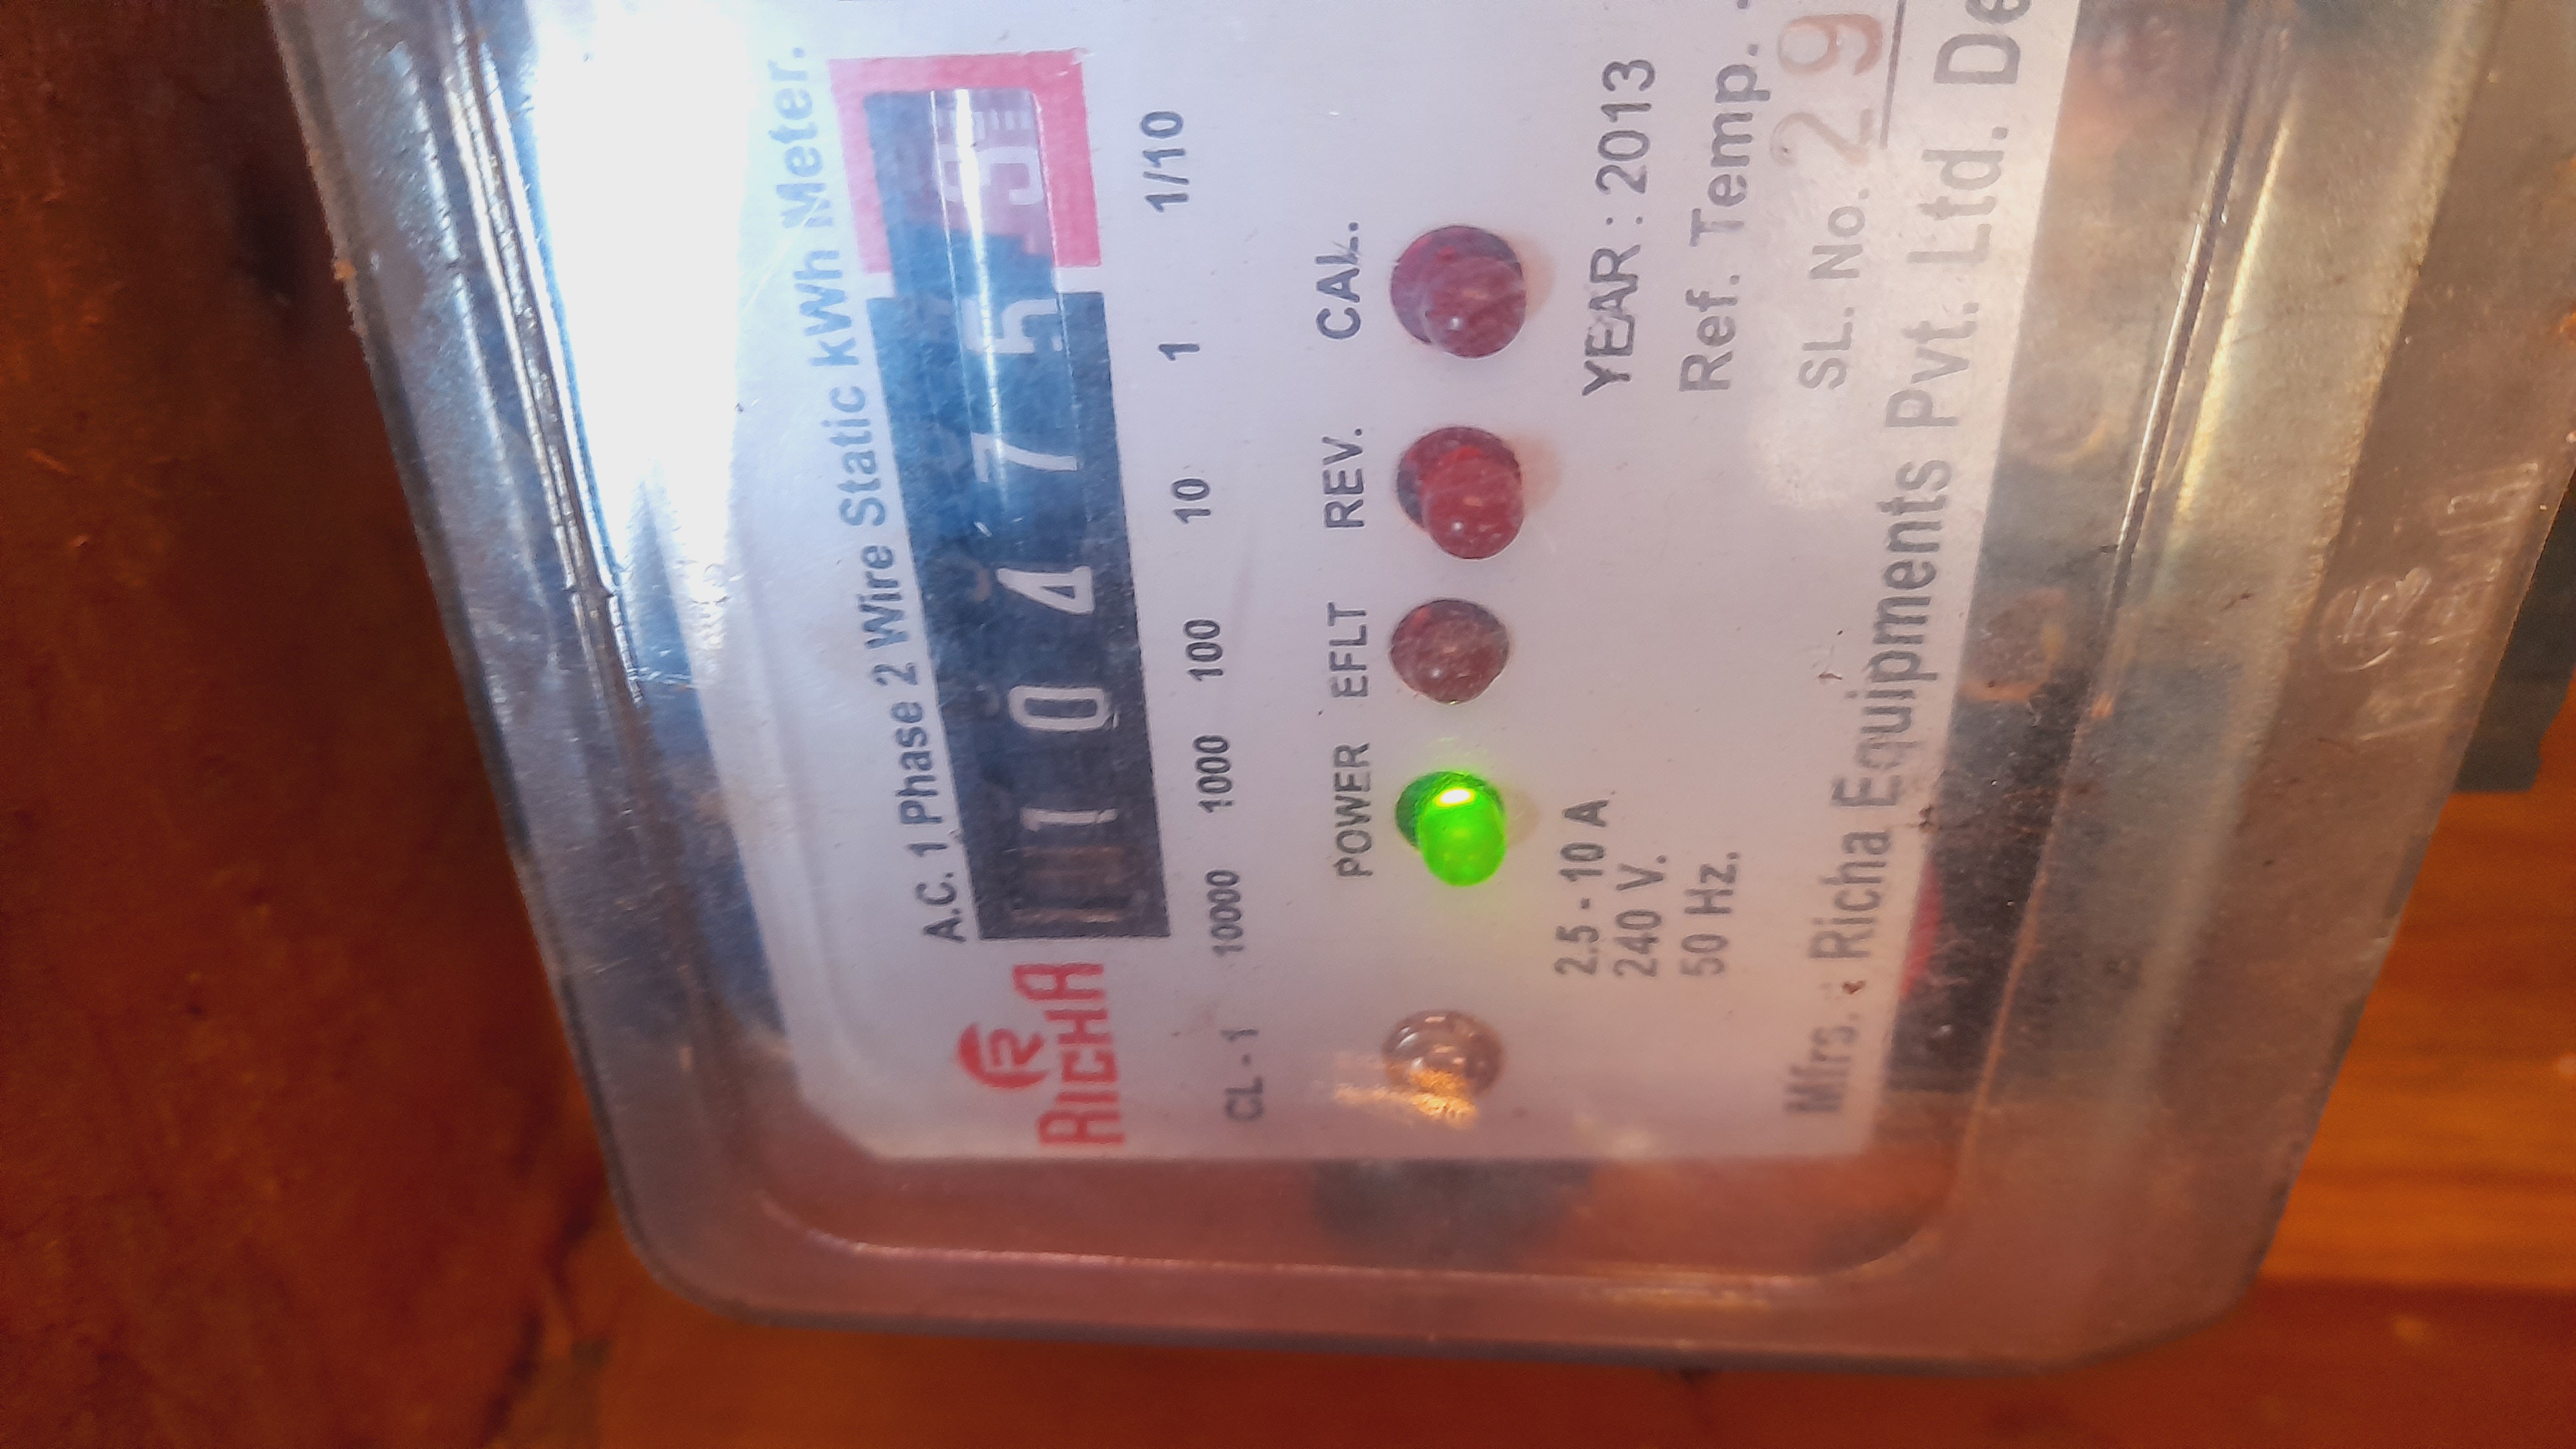 A.C. 1 Phase 2 Wire Static kWh Meter.
RICHA
1 0 4 7 5 9
10000 1000 100 10 1 1/10
CL - 1
POWER EFLT REV. CAL.
2.5 - 10 A
240 V.
50 Hz.
YEAR : 2013
Ref. Temp.
SL. No. 29
Mfrs. : Richa Equipments Pvt. Ltd. De